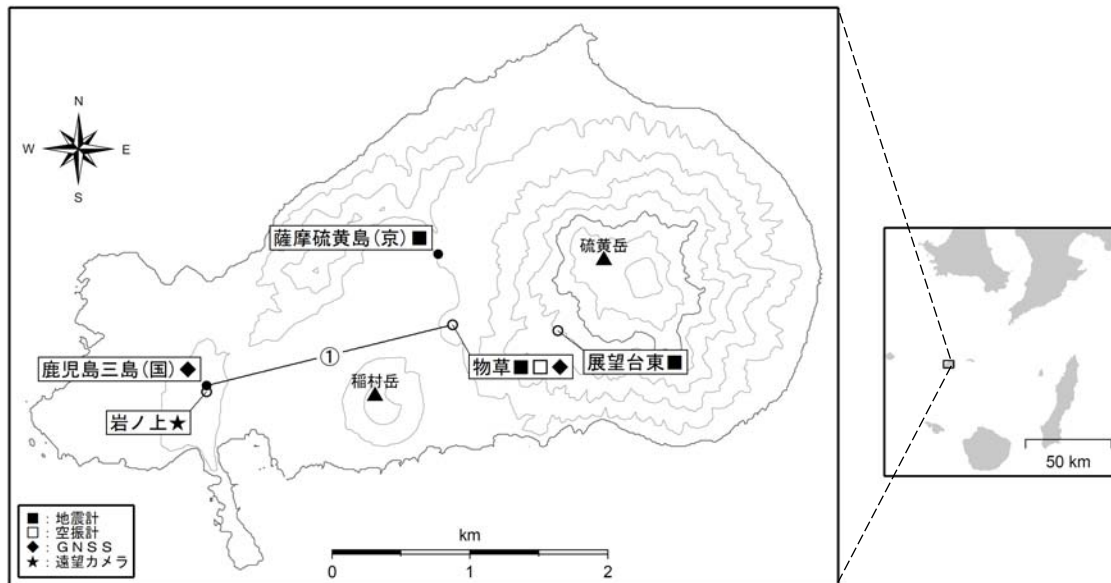 N
W E
S
薩摩硫黄島(京)■
硫黄岳
鹿児島三島(国)◆
①
物草■□◆
展望台東■
稲村岳
岩ノ上★
■:地震計
□:空振計
◆:GNSS
★:遠望カメラ
km
0 1 2
50 km